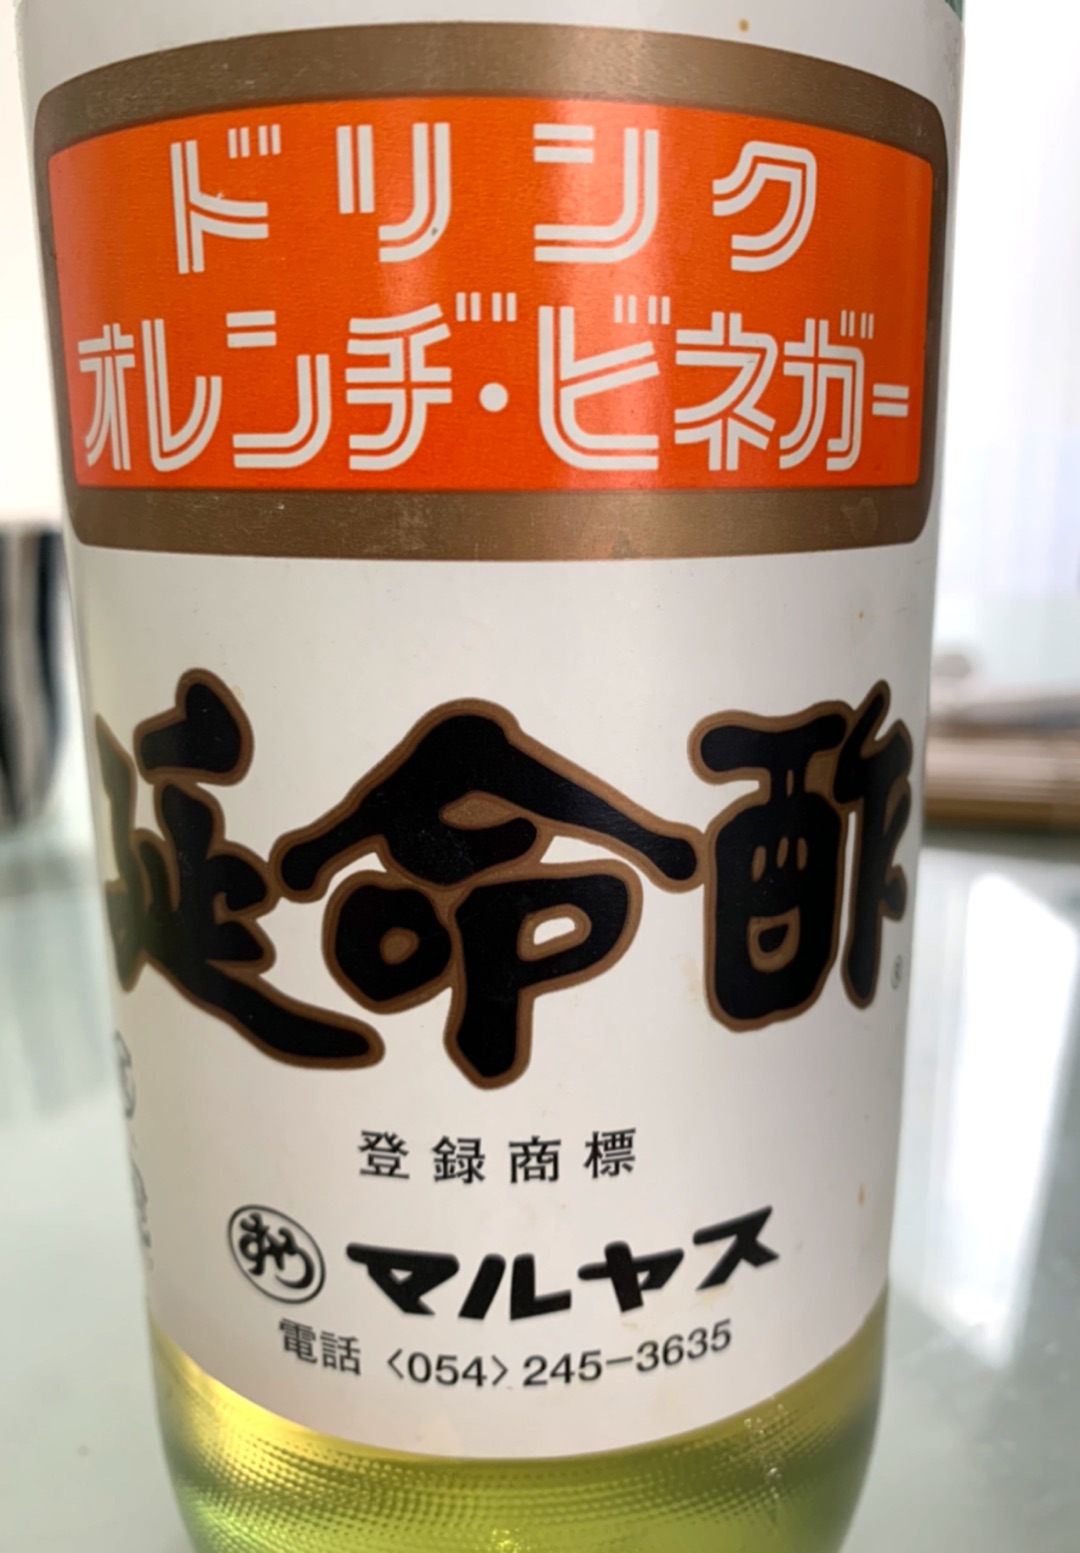 ドリンク
オレンヂ・ビネガー
延命酢
登録商標
マルヤス
電話〈054〉245-3635